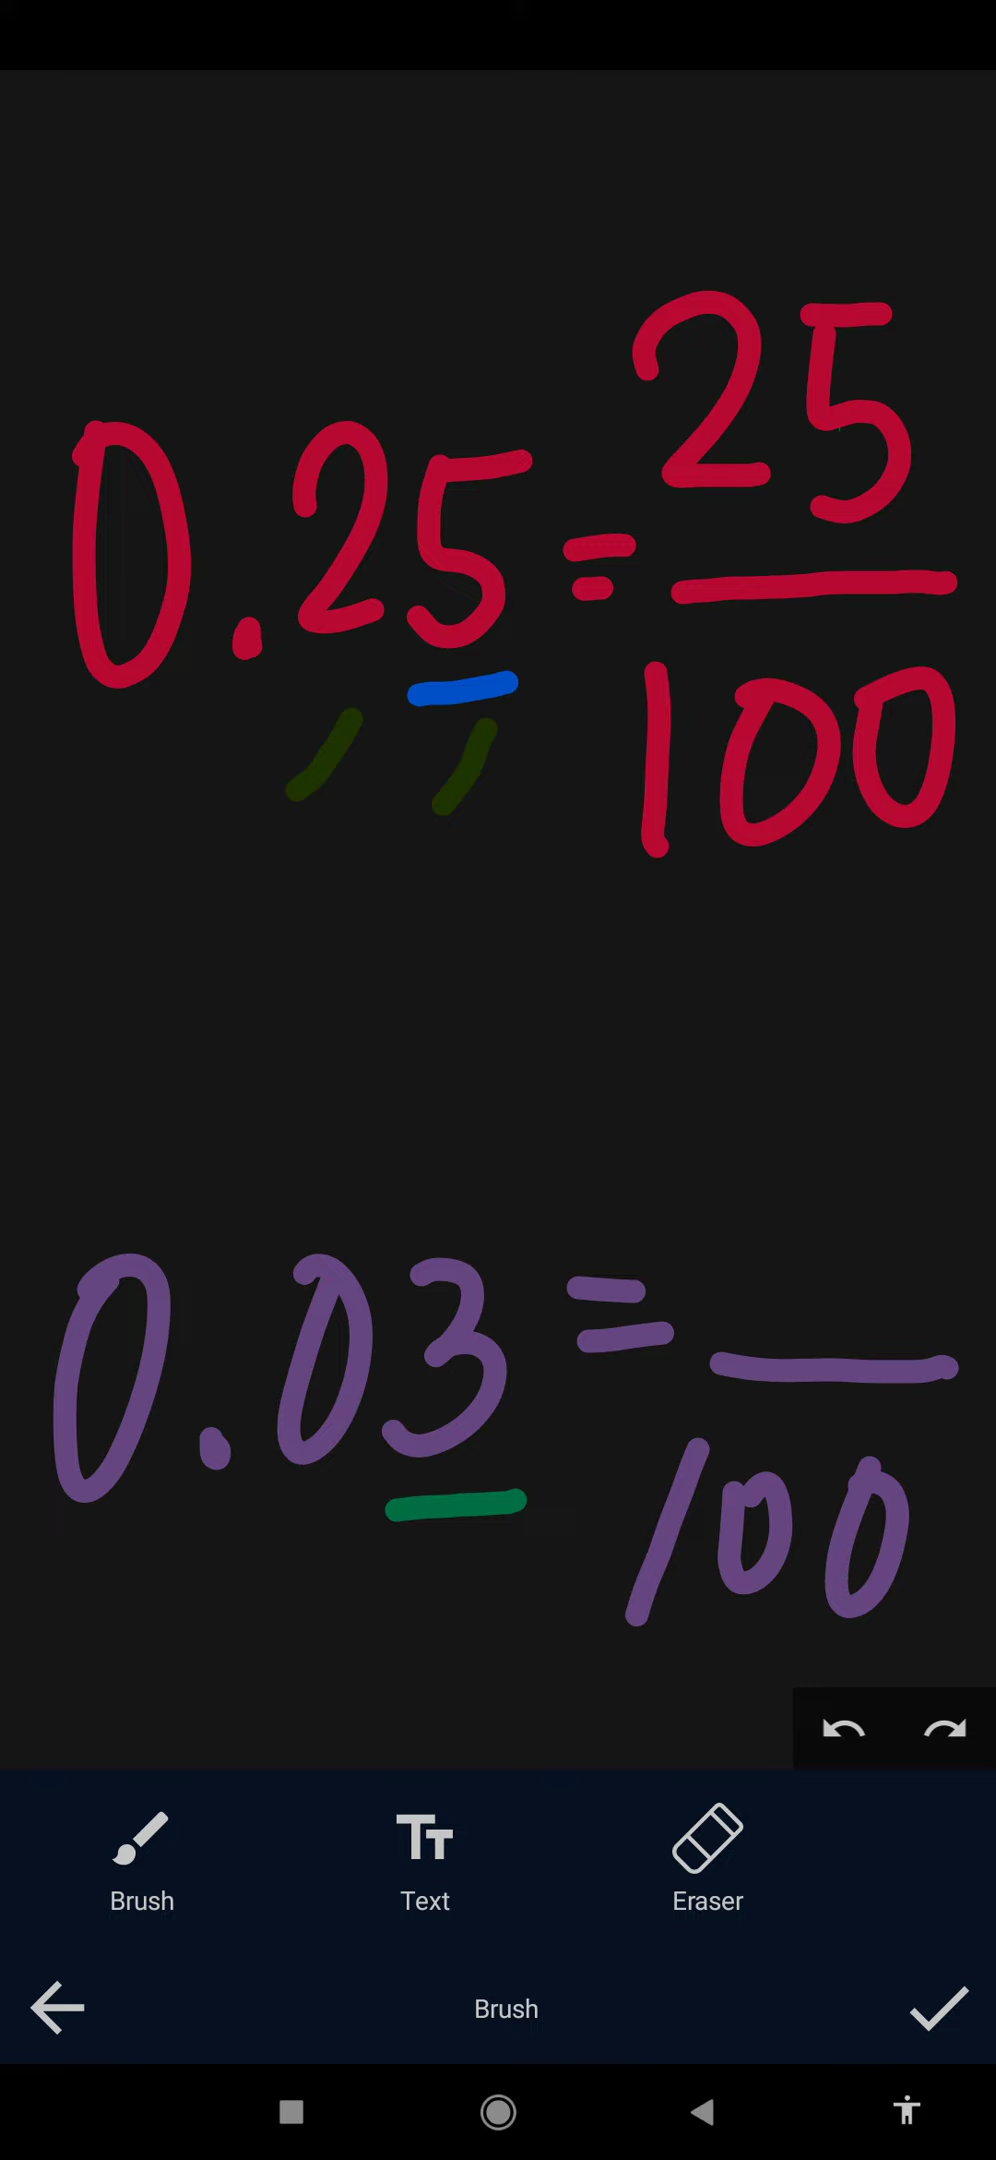 0.25 = 25/100
0.03 = /100
Brush Text Eraser
Brush